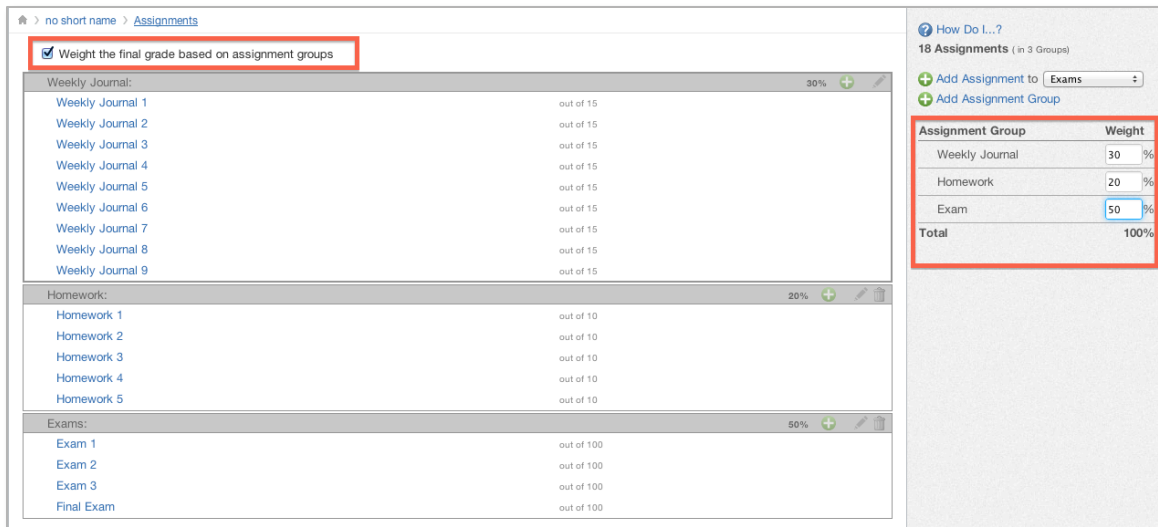 no short name > Assignments
Weight the final grade based on assignment groups
Weekly Journal: 30%
Weekly Journal 1 out of 15
Weekly Journal 2 out of 15
Weekly Journal 3 out of 15
Weekly Journal 4 out of 15
Weekly Journal 5 out of 15
Weekly Journal 6 out of 15
Weekly Journal 7 out of 15
Weekly Journal 8 out of 15
Weekly Journal 9 out of 15
Homework: 20%
Homework 1 out of 10
Homework 2 out of 10
Homework 3 out of 10
Homework 4 out of 10
Homework 5 out of 10
Exams: 50%
Exam 1 out of 100
Exam 2 out of 100
Exam 3 out of 100
Final Exam out of 100
? How Do I...?
18 Assignments ( in 3 Groups)
Add Assignment to Exams
Add Assignment Group
Assignment Group Weight
Weekly Journal 30 %
Homework 20 %
Exam 50 %
Total 100%